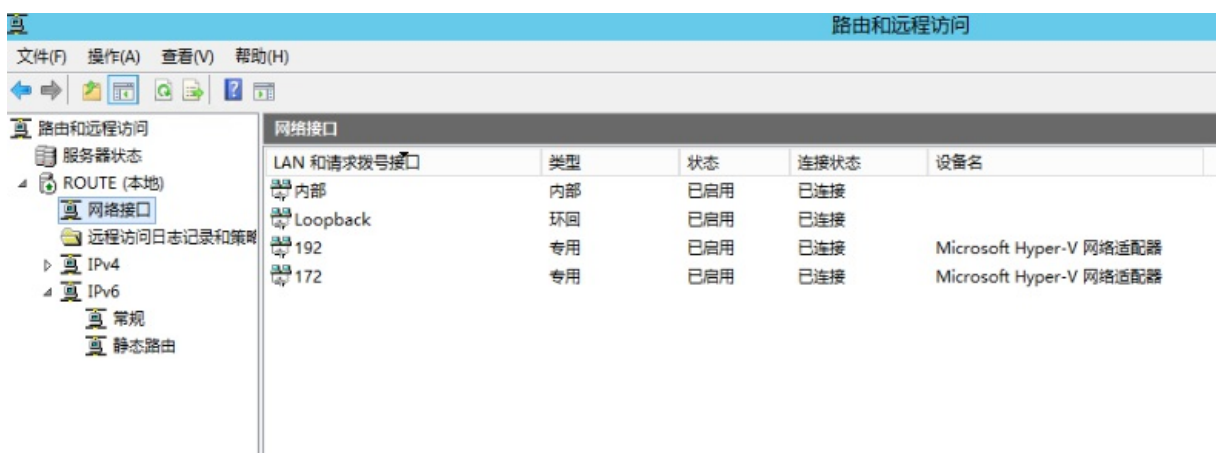 路由和远程访问
文件(F) 操作(A) 查看(V) 帮助(H)
路由和远程访问
服务器状态
ROUTE (本地)
网络接口
远程访问日志记录和策略
IPv4
IPv6
常规
静态路由
网络接口
LAN 和请求拨号接口 类型 状态 连接状态 设备名
内部 内部 已启用 已连接
Loopback 环回 已启用 已连接
192 专用 已启用 已连接 Microsoft Hyper-V 网络适配器
172 专用 已启用 已连接 Microsoft Hyper-V 网络适配器